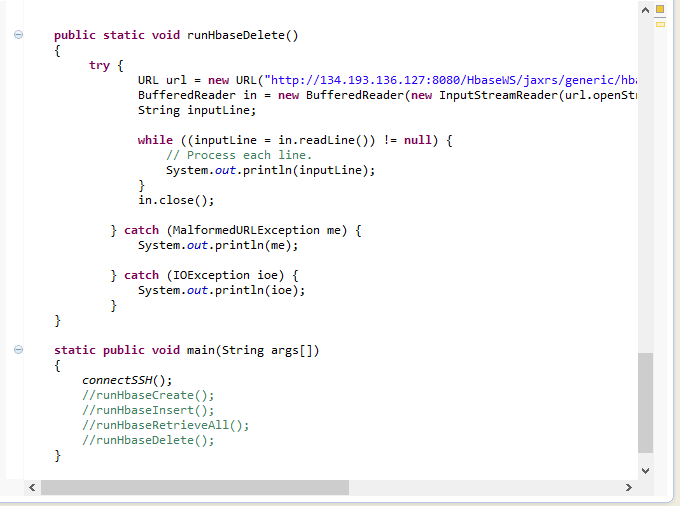 public static void runHbaseDelete()
{
try {
URL url = new URL("http://134.193.136.127:8080/HbaseWS/jaxrs/generic/hba
BufferedReader in = new BufferedReader(new InputStreamReader(url.openStr
String inputLine;
while ((inputLine = in.readLine()) != null) {
// Process each line.
System.out.println(inputLine);
}
in.close();
} catch (MalformedURLException me) {
System.out.println(me);
} catch (IOException ioe) {
System.out.println(ioe);
}
}
static public void main(String args[])
{
connectSSH();
//runHbaseCreate();
//runHbaseInsert();
//runHbaseRetrieveAll();
//runHbaseDelete();
}